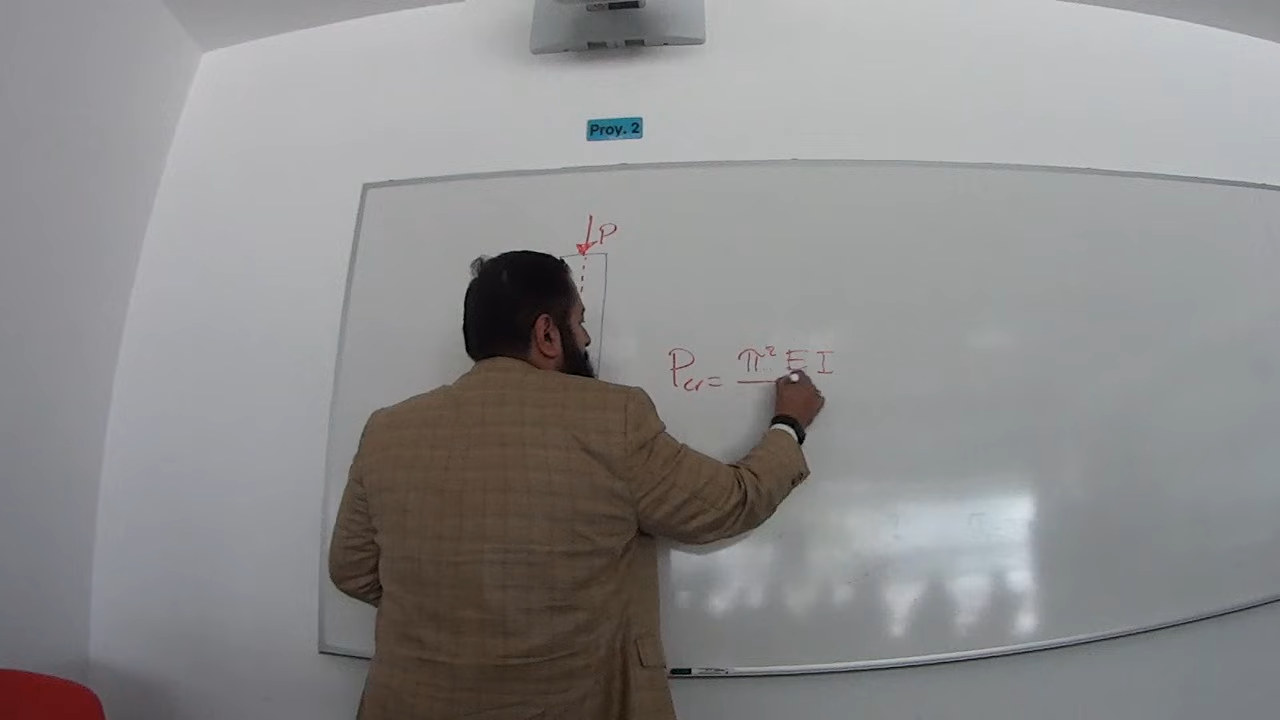 Proy. 2
P
Pcr = π² E I